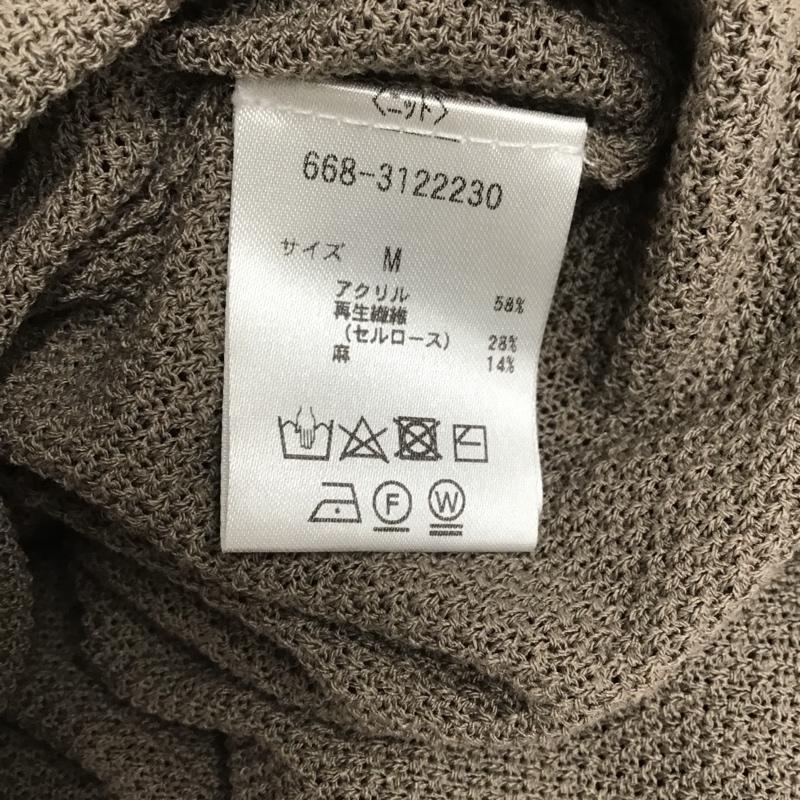 〈ニット〉
668-3122230
サイズ M
アクリル 58%
再生繊維
(セルロース) 28%
麻 14%
F W